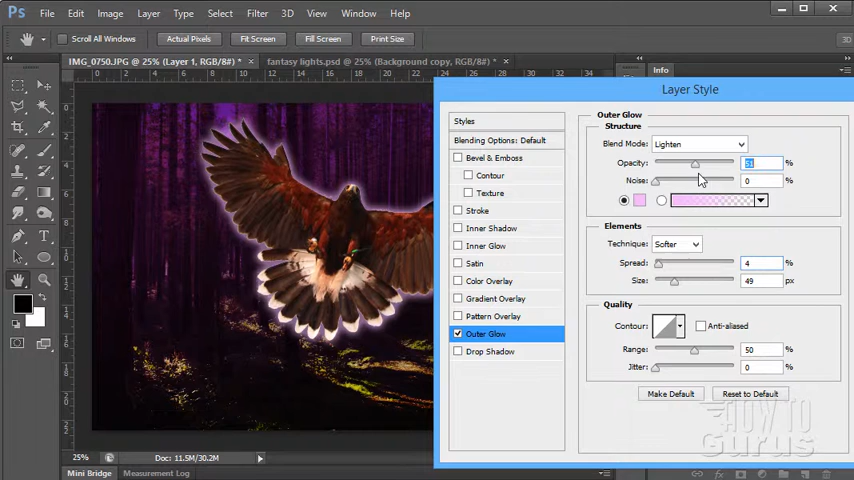 Ps File Edit Image Layer Type Select Filter 3D View Window Help
Scroll All Windows Actual Pixels Fit Screen Fill Screen Print Size 3D
IMG_0750.JPG @ 25% (Layer 1, RGB/8#) * × fantasy lights.psd @ 25% (Background copy, RGB/8#) * × Info
Layer Style
Styles
Blending Options: Default
Bevel & Emboss
Contour
Texture
Stroke
Inner Shadow
Inner Glow
Satin
Color Overlay
Gradient Overlay
Pattern Overlay
Outer Glow
Drop Shadow
Outer Glow
Structure
Blend Mode: Lighten
Opacity: 51 %
Noise: 0 %
Elements
Technique: Softer
Spread: 4 %
Size: 49 px
Quality
Contour: Anti-aliased
Range: 50 %
Jitter: 0 %
Make Default Reset to Default
HOW TO
Gurus
25% Doc: 11.5M/30.2M
Mini Bridge Measurement Log